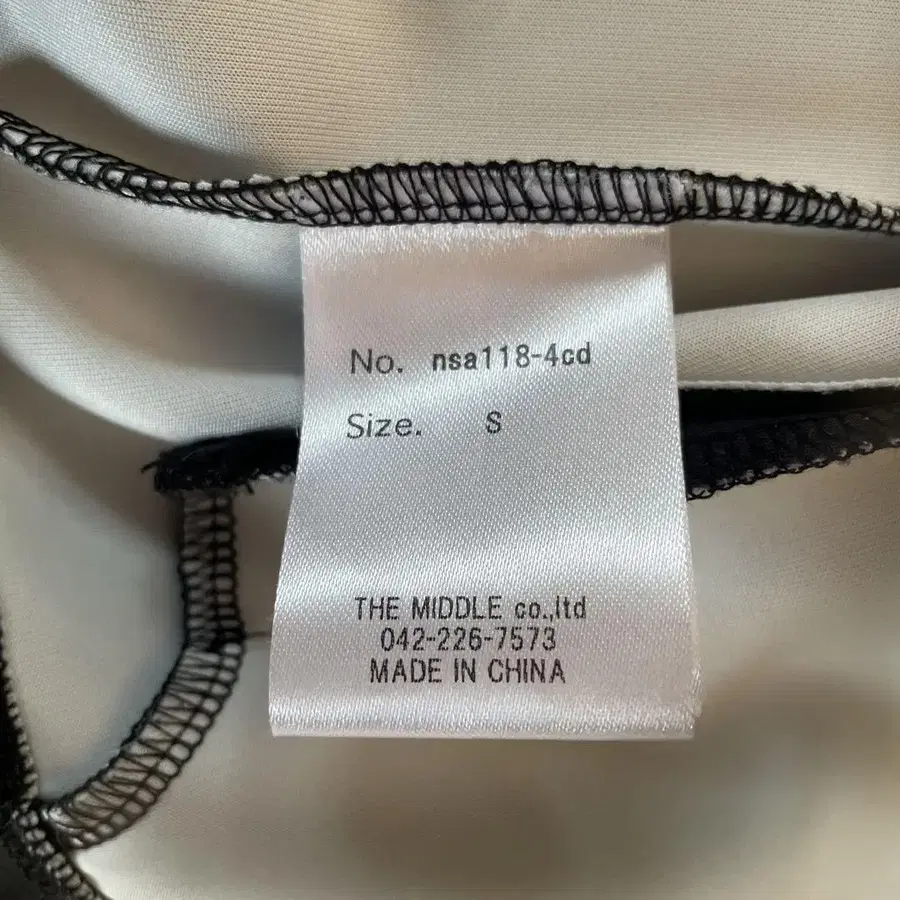 No. nsa118-4cd
Size. S
THE MIDDLE co.,ltd
042-226-7573
MADE IN CHINA